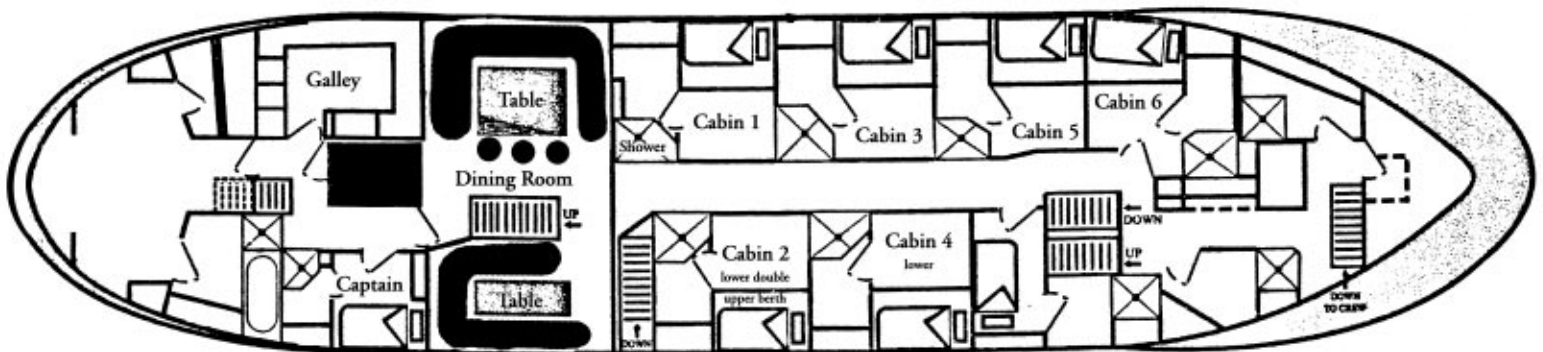 Galley
Table
Shower
Cabin 1
Cabin 3
Cabin 5
Cabin 6
Dining Room
UP
DOWN
UP
Captain
Table
Cabin 2
lower double
upper berth
Cabin 4
lower
DOWN
DOWN
TO CREW